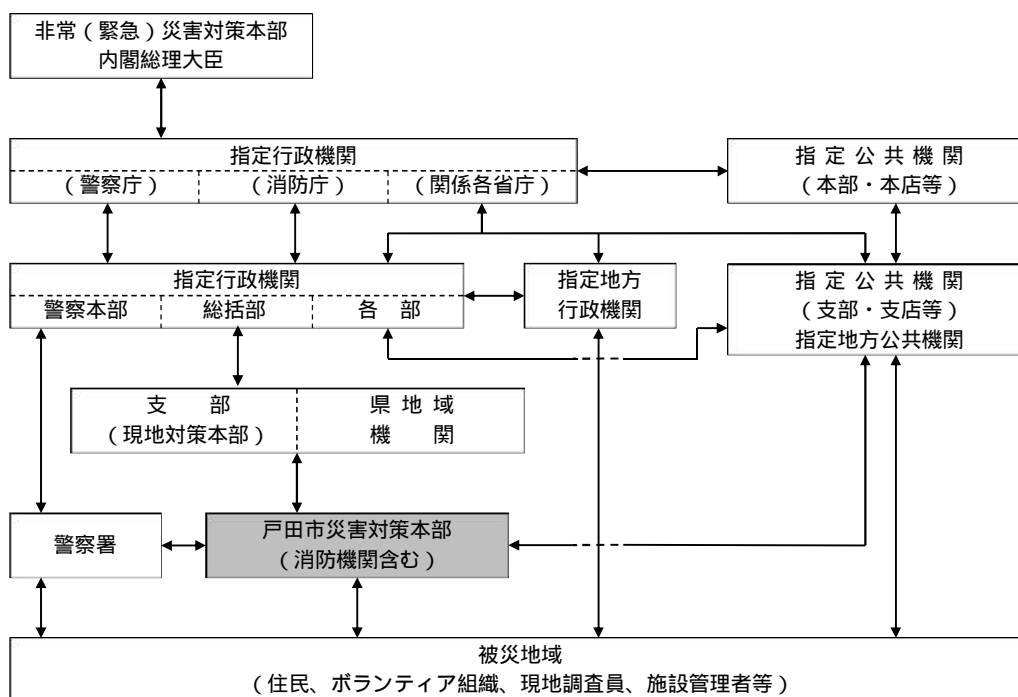 非常（緊急）災害対策本部
内閣総理大臣
指定行政機関
（警察庁）
（消防庁）
（関係各省庁）
指 定 公 共 機 関
（本部・本店等）
指定行政機関
警察本部
総括部
各　部
指定地方
行政機関
指 定 公 共 機 関
（支部・支店等）
指定地方公共機関
支　　部
（現地対策本部）
県 地 域
機　　関
警察署
戸田市災害対策本部
（消防機関含む）
被災地域
（住民、ボランティア組織、現地調査員、施設管理者等）